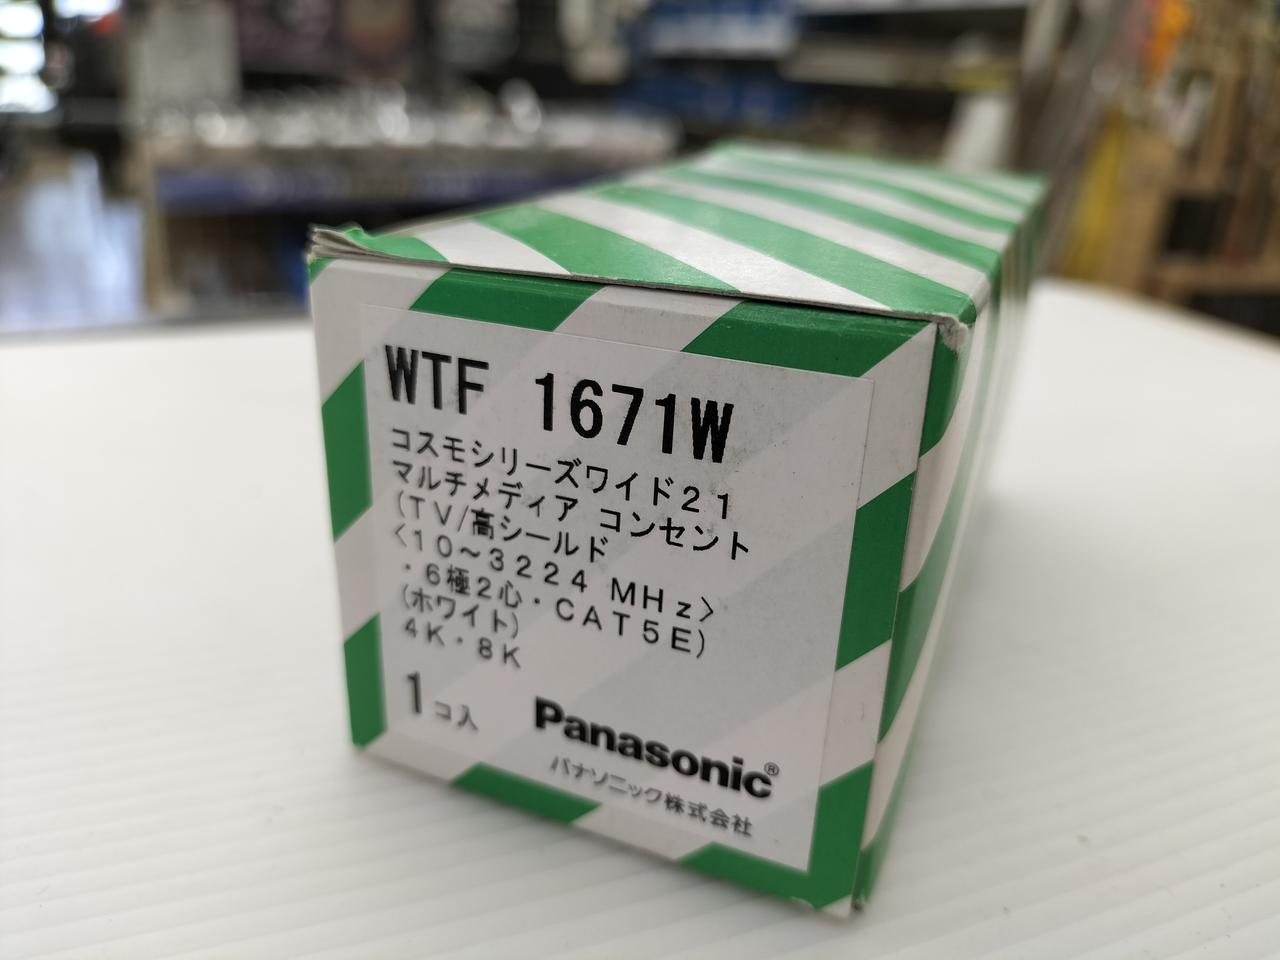 WTF 1671W
コスモシリーズワイド２１
マルチメディア コンセント
(ＴＶ/高シールド
<１０～３２２４ ＭＨｚ>
・６極２心・ＣＡＴ５Ｅ)
(ホワイト)
４Ｋ・８Ｋ
1コ入
Panasonic®
パナソニック株式会社